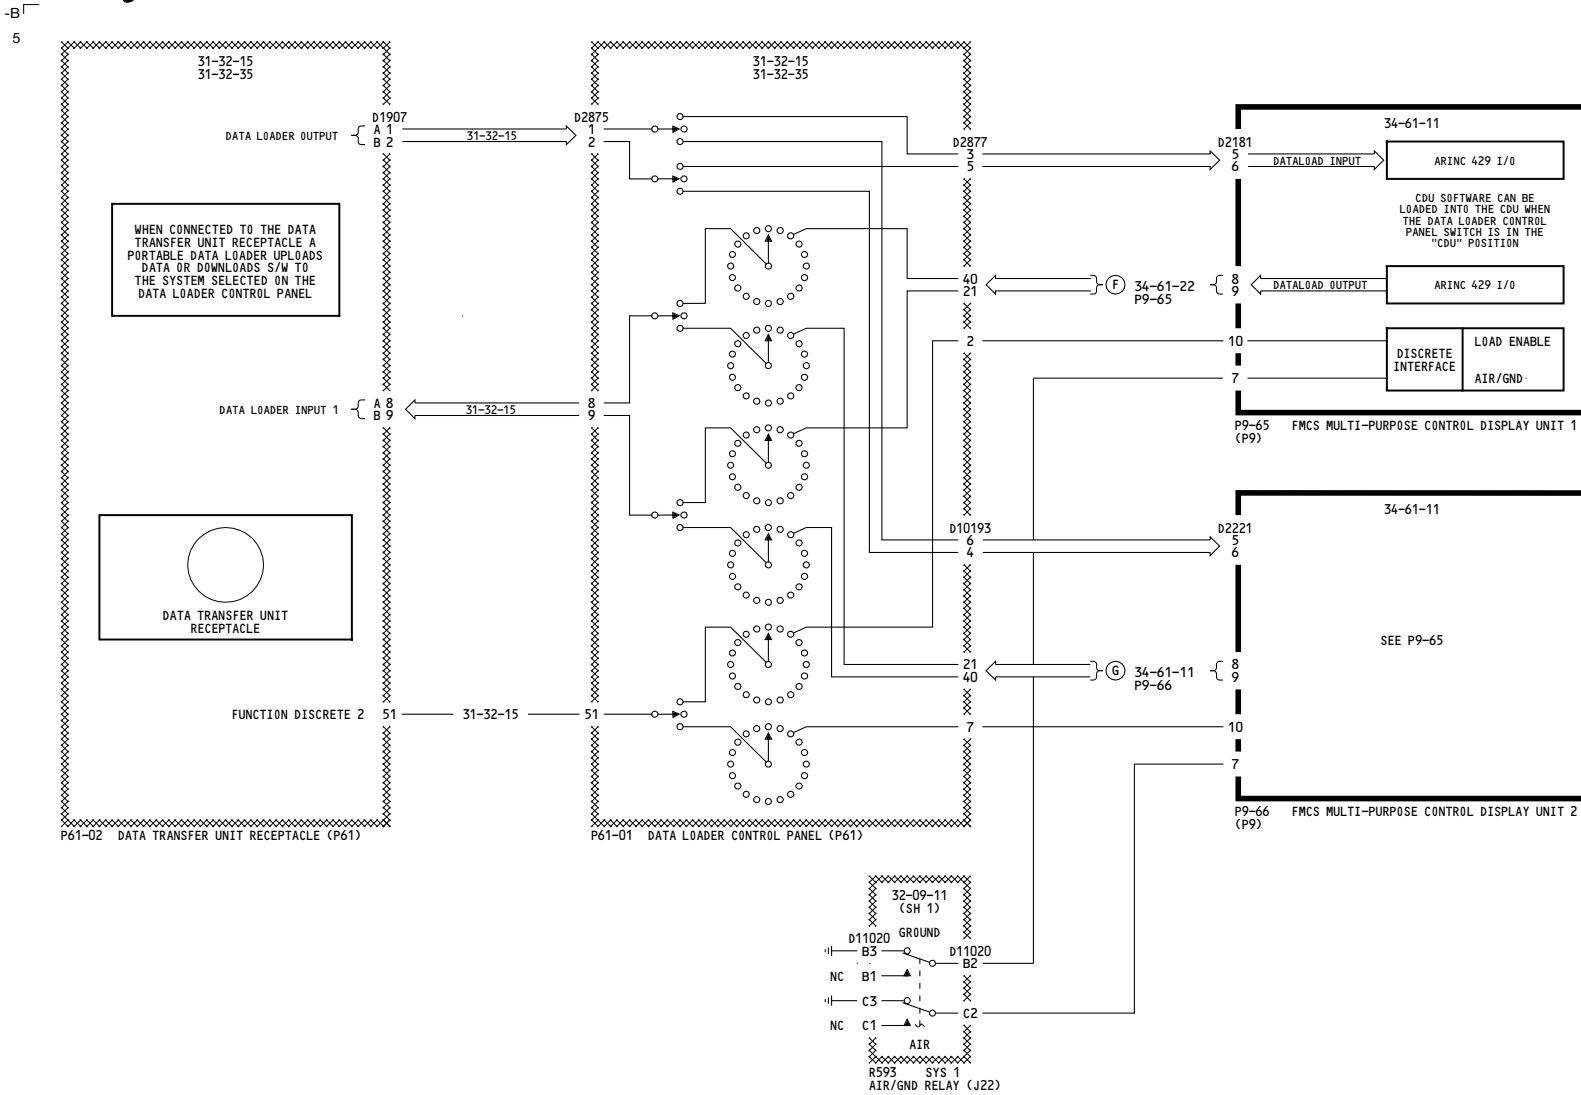 -B
5
31-32-15
31-32-35
D1907
DATA LOADER OUTPUT
A 1
B 2
31-32-15
WHEN CONNECTED TO THE DATA
TRANSFER UNIT RECEPTACLE A
PORTABLE DATA LOADER UPLOADS
DATA OR DOWNLOADS S/W TO
THE SYSTEM SELECTED ON THE
DATA LOADER CONTROL PANEL
DATA LOADER INPUT 1
A 8
B 9
31-32-15
DATA TRANSFER UNIT
RECEPTACLE
FUNCTION DISCRETE 2
51
31-32-15
P61-02 DATA TRANSFER UNIT RECEPTACLE (P61)
31-32-15
31-32-35
D2875
1
2
8
9
51
D2877
3
5
40
21
2
D10193
6
4
21
40
7
P61-01 DATA LOADER CONTROL PANEL (P61)
F
34-61-22
P9-65
G
34-61-11
P9-66
34-61-11
D2181
5
6
DATALOAD INPUT
ARINC 429 I/O
CDU SOFTWARE CAN BE
LOADED INTO THE CDU WHEN
THE DATA LOADER CONTROL
PANEL SWITCH IS IN THE
"CDU" POSITION
8
9
DATALOAD OUTPUT
ARINC 429 I/O
10
7
DISCRETE
INTERFACE
LOAD ENABLE
AIR/GND
P9-65 FMCS MULTI-PURPOSE CONTROL DISPLAY UNIT 1
(P9)
34-61-11
D2221
5
6
SEE P9-65
8
9
10
7
P9-66 FMCS MULTI-PURPOSE CONTROL DISPLAY UNIT 2
(P9)
32-09-11
(SH 1)
GROUND
D11020
B3
D11020
B2
NC B1
C3
C2
NC C1
AIR
R593 SYS 1
AIR/GND RELAY (J22)